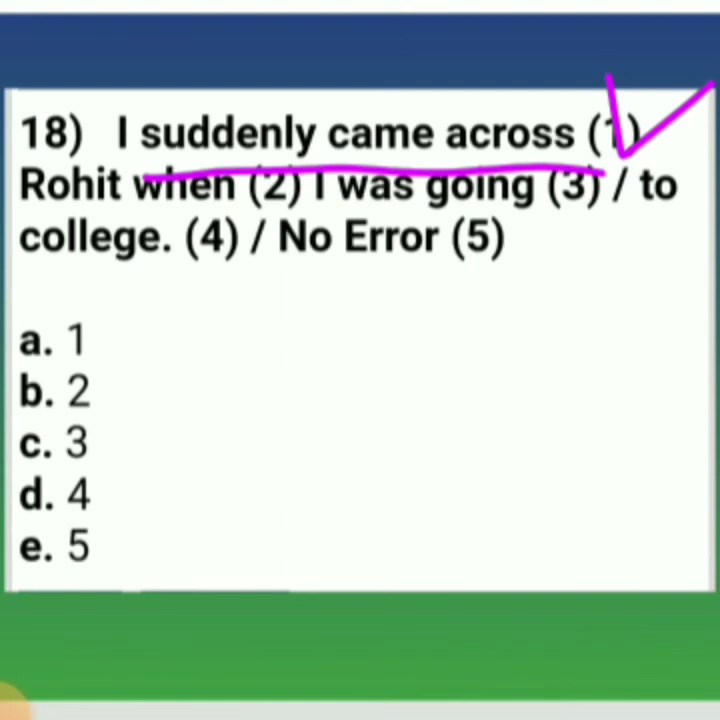 18) I suddenly came across (1)
Rohit when (2) I was going (3) / to
college. (4) / No Error (5)
a. 1
b. 2
c. 3
d. 4
e. 5